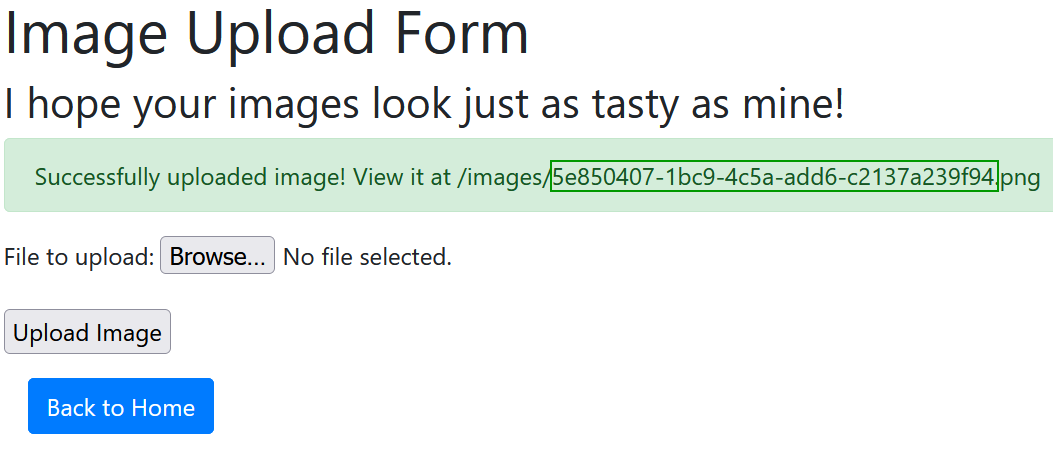 Image Upload Form
I hope your images look just as tasty as mine!
Successfully uploaded image! View it at /images/5e850407-1bc9-4c5a-add6-c2137a239f94.png
File to upload: Browse... No file selected.
Upload Image
Back to Home